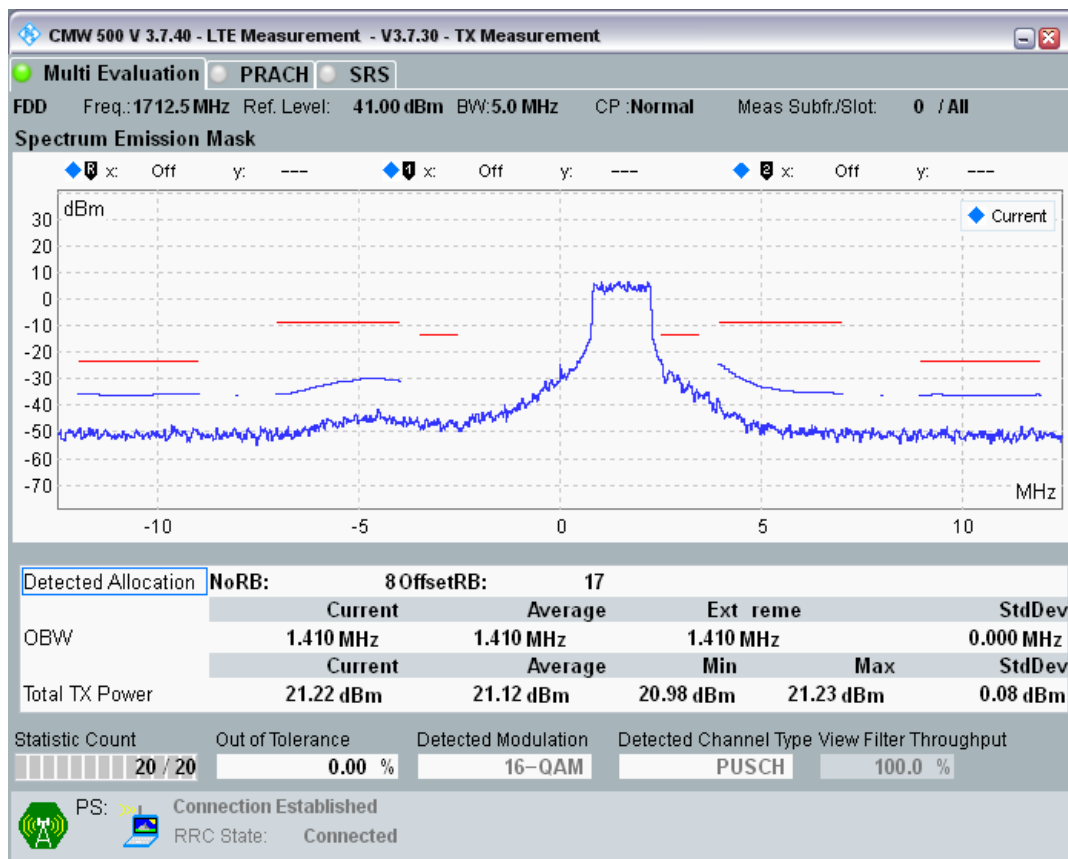 CMW 500 V 3.7.40 - LTE Measurement - V3.7.30 - TX Measurement
Multi Evaluation PRACH SRS
FDD Freq.: 1712.5 MHz Ref. Level: 41.00 dBm BW: 5.0 MHz CP : Normal Meas Subfr./Slot: 0 / All
Spectrum Emission Mask
R x: Off y: --- 1 x: Off y: --- 2 x: Off y: ---
dBm
Current
30
20
10
0
-10
-20
-30
-40
-50
-60
-70
MHz
-10 -5 0 5 10
Detected Allocation NoRB: 8 OffsetRB: 17
Current Average Ext reme StdDev
OBW 1.410 MHz 1.410 MHz 1.410 MHz 0.000 MHz
Current Average Min Max StdDev
Total TX Power 21.22 dBm 21.12 dBm 20.98 dBm 21.23 dBm 0.08 dBm
Statistic Count Out of Tolerance Detected Modulation Detected Channel Type View Filter Throughput
20 / 20 0.00 % 16-QAM PUSCH 100.0 %
PS: Connection Established
RRC State: Connected